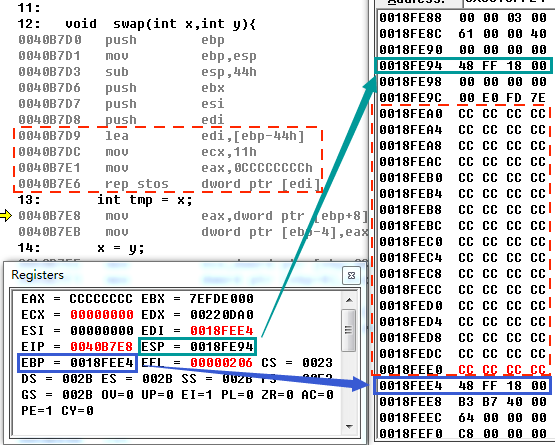 11:
12:    void  swap(int x,int y){
0040B7D0   push        ebp
0040B7D1   mov         ebp,esp
0040B7D3   sub         esp,44h
0040B7D6   push        ebx
0040B7D7   push        esi
0040B7D8   push        edi
0040B7D9   lea         edi,[ebp-44h]
0040B7DC   mov         ecx,11h
0040B7E1   mov         eax,0CCCCCCCCh
0040B7E6   rep stos    dword ptr [edi]
13:        int tmp = x;
0040B7E8   mov         eax,dword ptr [ebp+8]
0040B7EB   mov         dword ptr [ebp-4],eax
14:        x = y;
Registers
EAX = CCCCCCCC EBX = 7EFDE000
ECX = 00000000 EDX = 00220DA0
ESI = 00000000 EDI = 0018FEE4
EIP = 0040B7E8 ESP = 0018FE94
EBP = 0018FEE4 EFL = 00000206 CS = 0023
DS = 002B ES = 002B SS = 002B
GS = 002B OV=0 UP=0 EI=1 PL=0 ZR=0 AC=0
PE=1 CY=0
Address:
0018FE88  00 00 03 00
0018FE8C  61 00 00 40
0018FE90  00 00 00 00
0018FE94  48 FF 18 00
0018FE98  00 00 00 00
0018FE9C  00 E0 FD 7E
0018FEA0  CC CC CC CC
0018FEA4  CC CC CC CC
0018FEA8  CC CC CC CC
0018FEAC  CC CC CC CC
0018FEB0  CC CC CC CC
0018FEB4  CC CC CC CC
0018FEB8  CC CC CC CC
0018FEBC  CC CC CC CC
0018FEC0  CC CC CC CC
0018FEC4  CC CC CC CC
0018FEC8  CC CC CC CC
0018FECC  CC CC CC CC
0018FED0  CC CC CC CC
0018FED4  CC CC CC CC
0018FED8  CC CC CC CC
0018FEDC  CC CC CC CC
0018FEE0  CC CC CC CC
0018FEE4  48 FF 18 00
0018FEE8  B3 B7 40 00
0018FEEC  64 00 00 00
0018FEF0  C8 00 00 00